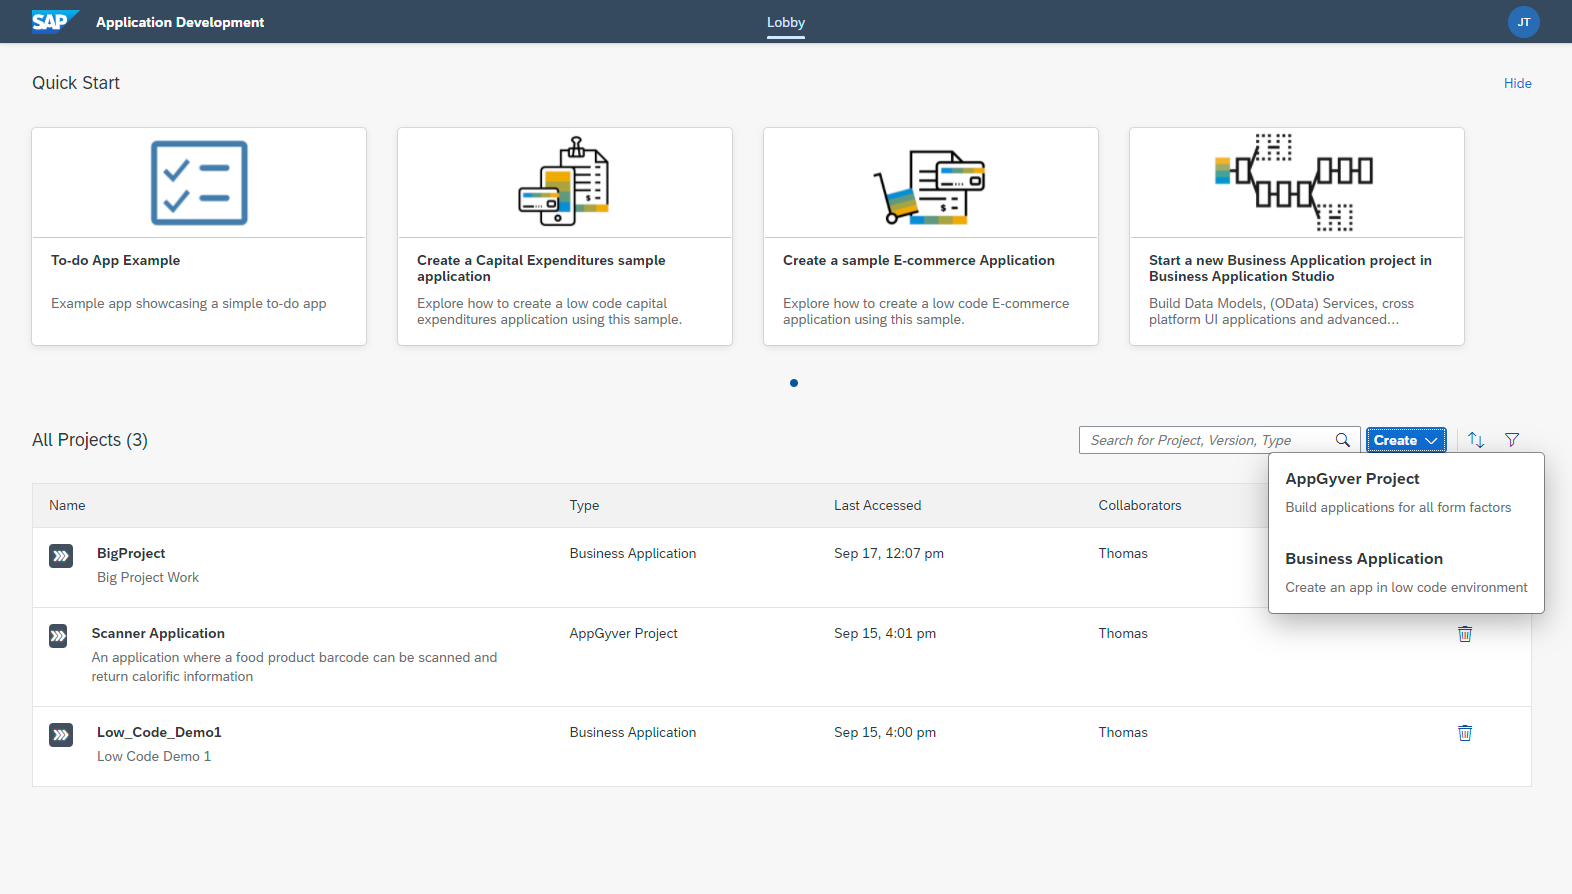 SAP Application Development Lobby JT
Quick Start Hide
To-do App Example
Example app showcasing a simple to-do app
Create a Capital Expenditures sample
application
Explore how to create a low code capital
expenditures application using this sample.
Create a sample E-commerce Application
Explore how to create a low code E-commerce
application using this sample.
Start a new Business Application project in
Business Application Studio
Build Data Models, (OData) Services, cross
platform UI applications and advanced...
All Projects (3) Search for Project, Version, Type Create
AppGyver Project
Build applications for all form factors
Business Application
Create an app in low code environment
Name Type Last Accessed Collaborators
BigProject Business Application Sep 17, 12:07 pm Thomas
Big Project Work
Scanner Application AppGyver Project Sep 15, 4:01 pm Thomas
An application where a food product barcode can be scanned and
return calorific information
Low_Code_Demo1 Business Application Sep 15, 4:00 pm Thomas
Low Code Demo 1